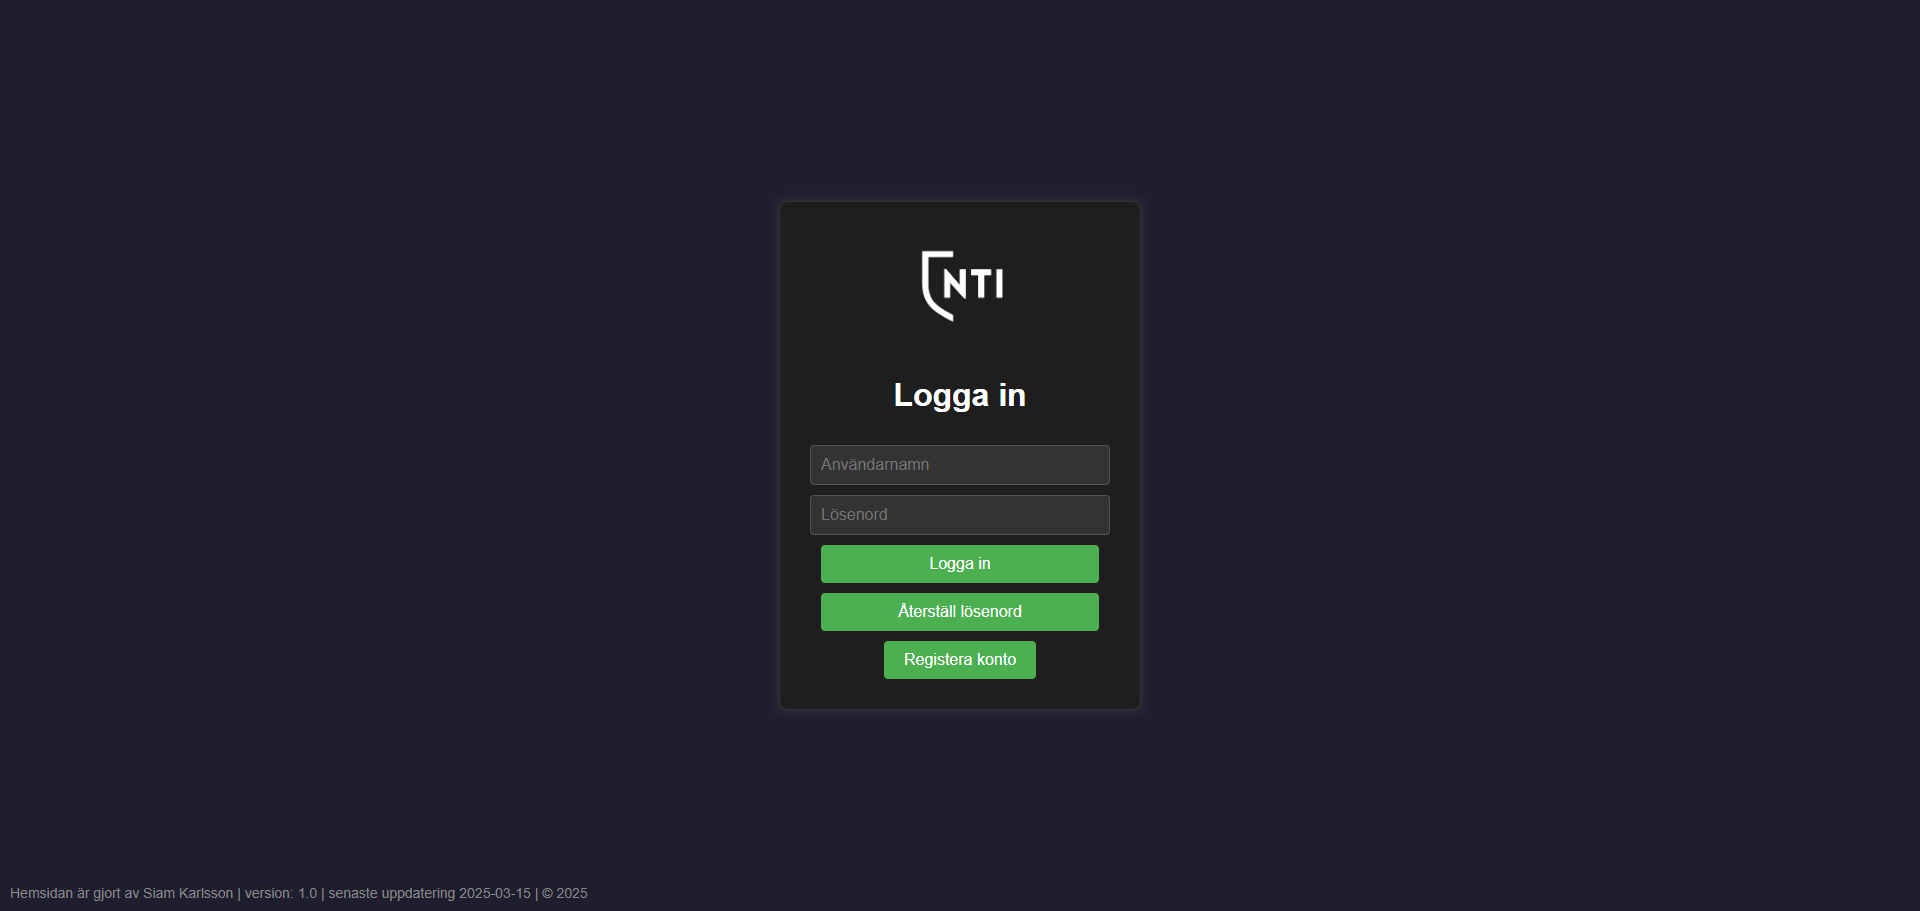 NTI
Logga in
Användarnamn
Lösenord
Logga in
Återställ lösenord
Registera konto
Hemsidan är gjort av Siam Karlsson | version: 1.0 | senaste uppdatering 2025-03-15 | © 2025